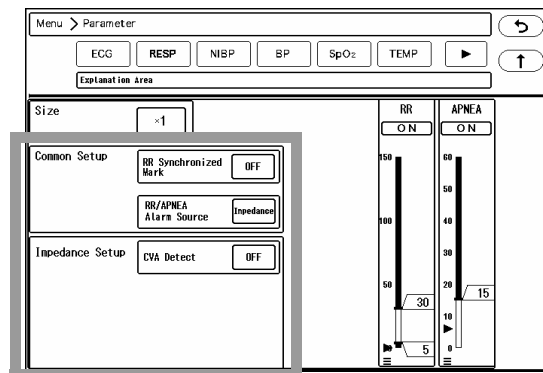 Menu > Parameter
ECG RESP NIBP BP SpO₂ TEMP
Explanation Area
Size ×1
RR APNEA
ON ON
Common Setup
RR Synchronized Mark OFF
RR/APNEA Alarm Source Impedance
Impedance Setup
CVA Detect OFF
150
100
50
30
5
60
50
40
30
20
15
10
0